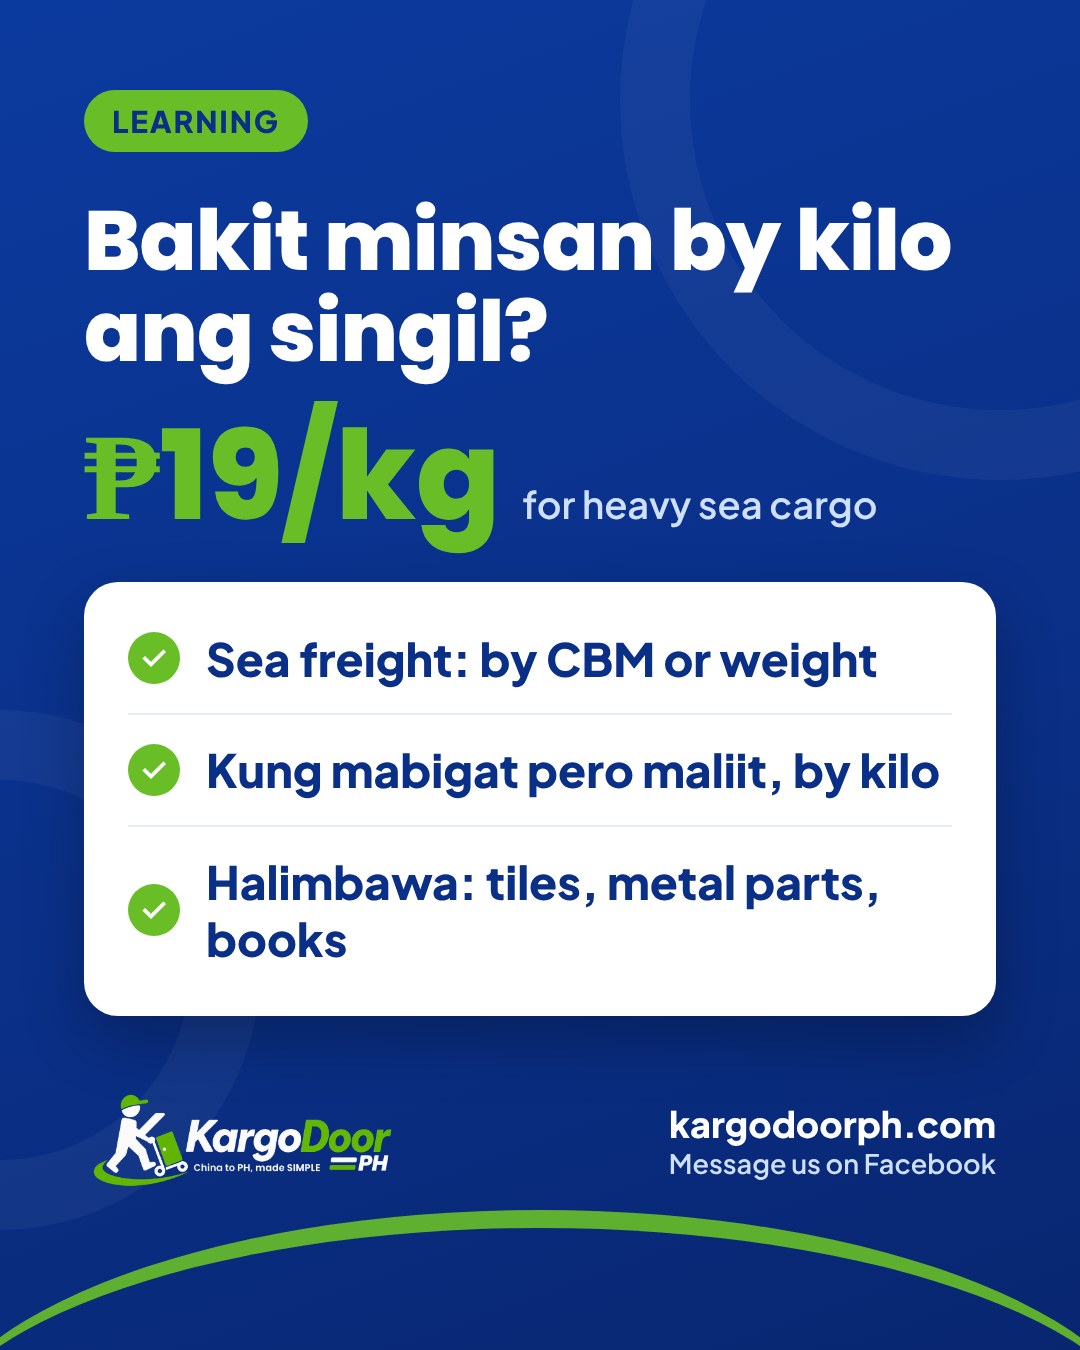 LEARNING
Bakit minsan by kilo
ang singil?
₱19/kg for heavy sea cargo
Sea freight: by CBM or weight
Kung mabigat pero maliit, by kilo
Halimbawa: tiles, metal parts,
books
KargoDoor
China to PH, made SIMPLE PH
kargodoorph.com
Message us on Facebook